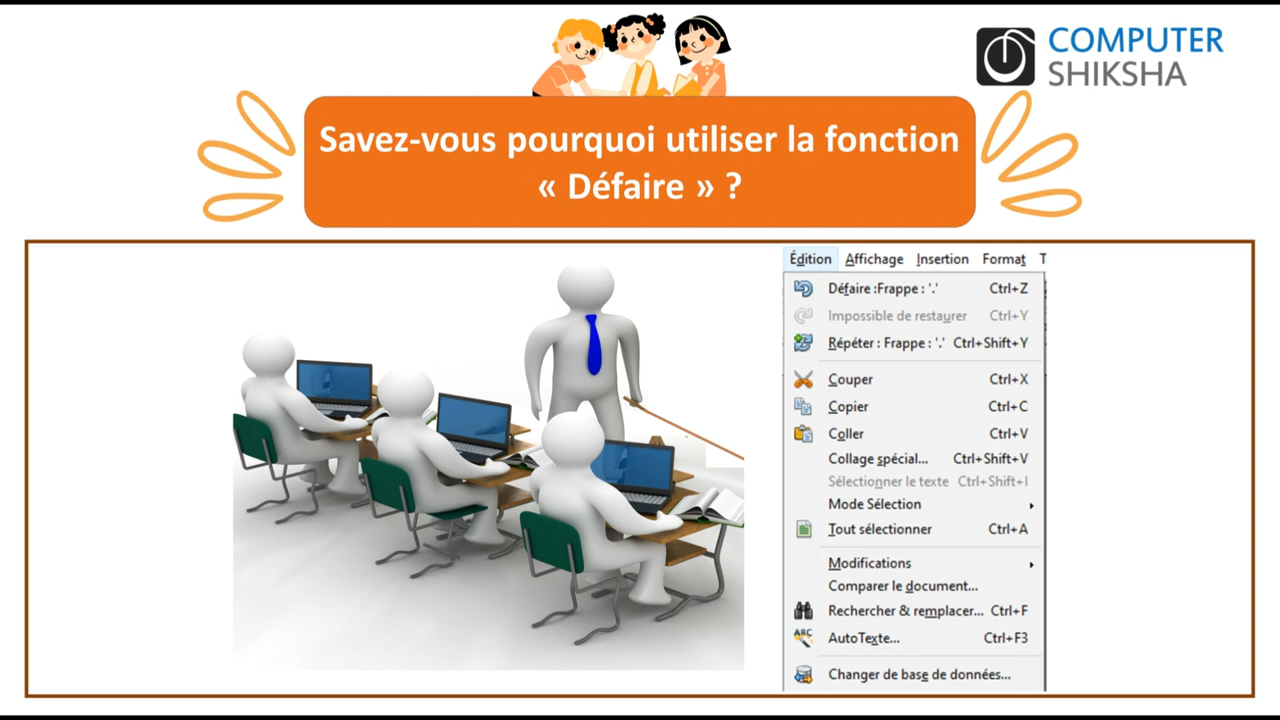 COMPUTER
SHIKSHA
Savez-vous pourquoi utiliser la fonction
« Défaire » ?
Édition Affichage Insertion Format T
Défaire :Frappe : '.' Ctrl+Z
Impossible de restaurer Ctrl+Y
Répéter : Frappe : '.' Ctrl+Shift+Y
Couper Ctrl+X
Copier Ctrl+C
Coller Ctrl+V
Collage spécial... Ctrl+Shift+V
Sélectionner le texte Ctrl+Shift+I
Mode Sélection
Tout sélectionner Ctrl+A
Modifications
Comparer le document...
Rechercher & remplacer... Ctrl+F
ABC
AutoTexte... Ctrl+F3
Changer de base de données...